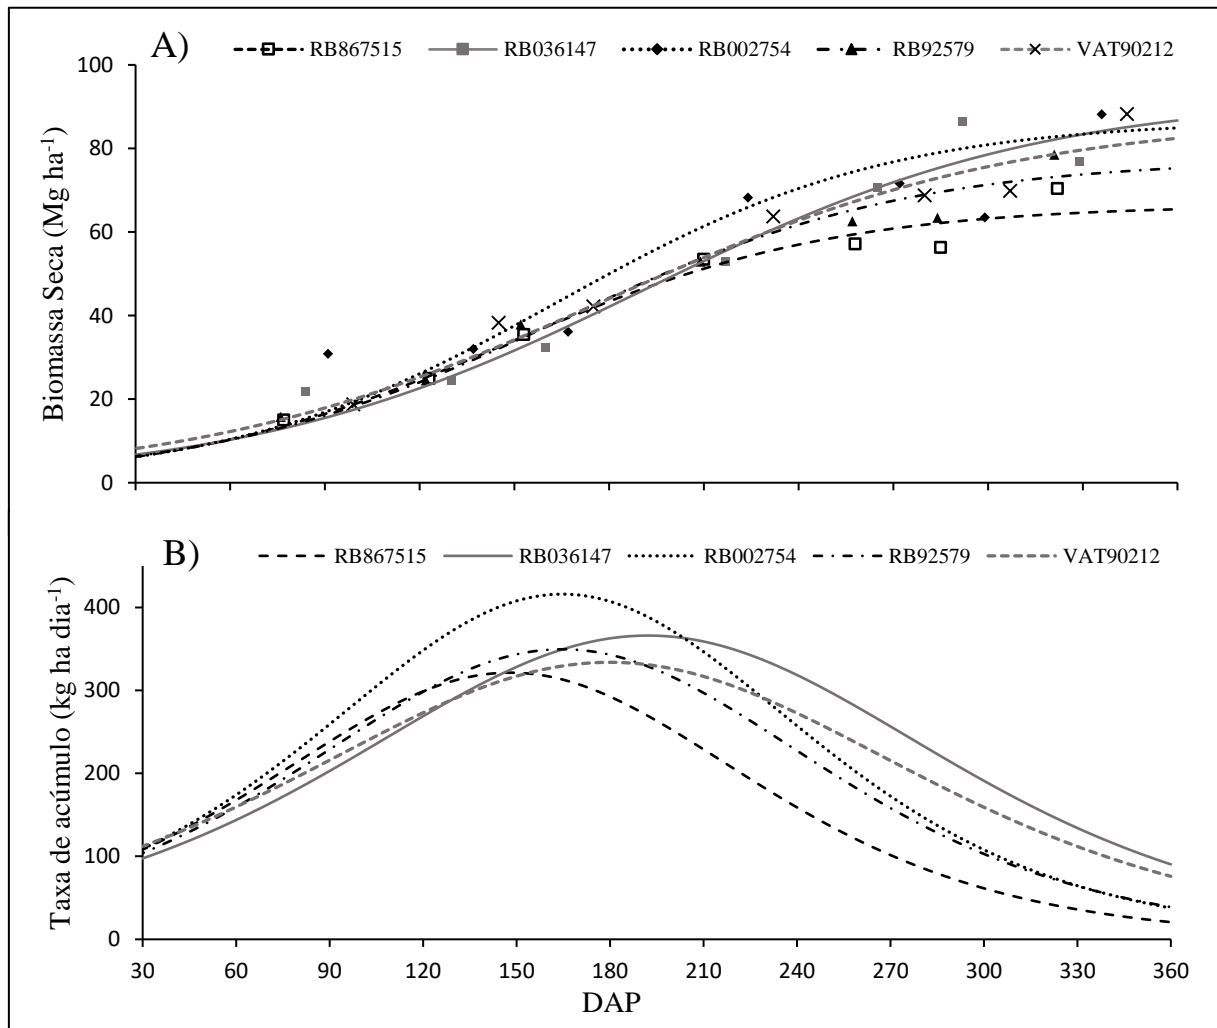 A)
RB867515 RB036147 RB002754 RB92579 VAT90212
Biomassa Seca (Mg ha-1)
100
80
60
40
20
0
B)
RB867515 RB036147 RB002754 RB92579 VAT90212
Taxa de acúmulo (kg ha dia-1)
400
300
200
100
0
30 60 90 120 150 180 210 240 270 300 330 360
DAP